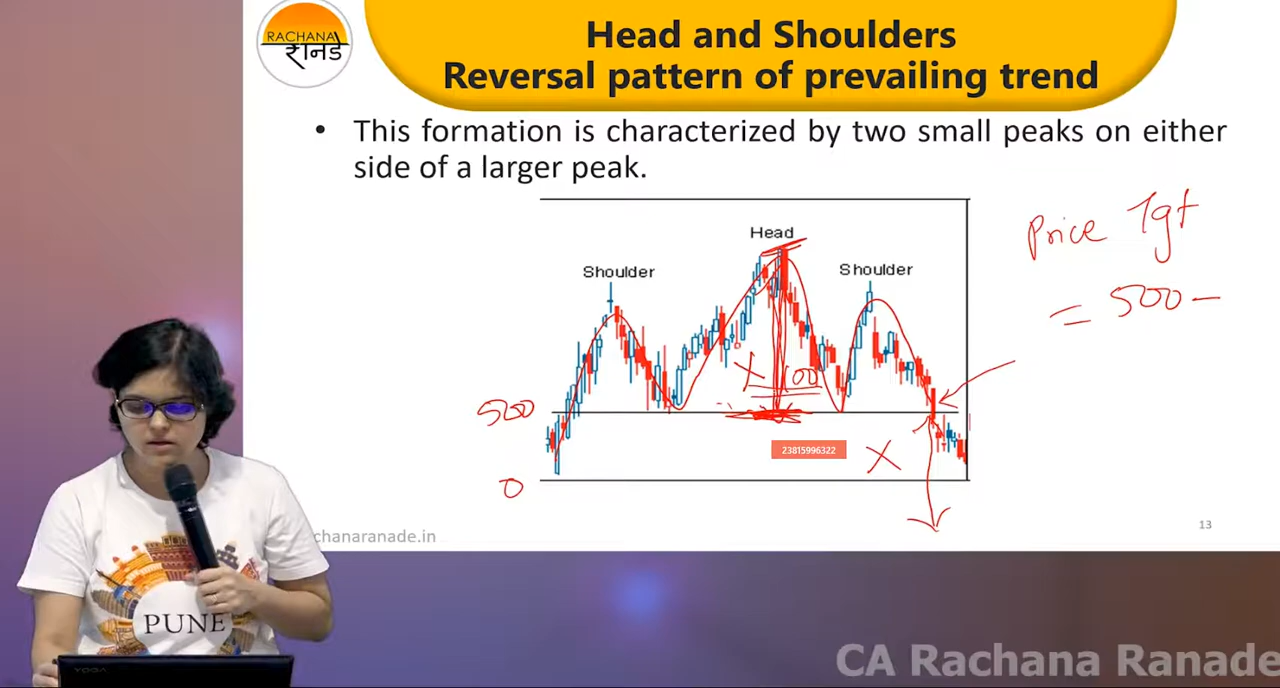 RACHANA
रानडे
Head and Shoulders
Reversal pattern of prevailing trend
• This formation is characterized by two small peaks on either
side of a larger peak.
Price Tgt
= 500 -
Head
Shoulder
Shoulder
X 100
500
23815996322
X
0
chanaranade.in
13
PUNE
YOGA
CA Rachana Ranade